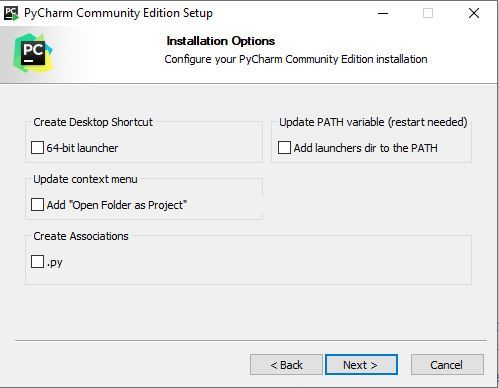 PC PyCharm Community Edition Setup
PC
Installation Options
Configure your PyCharm Community Edition installation
Create Desktop Shortcut
64-bit launcher
Update PATH variable (restart needed)
Add launchers dir to the PATH
Update context menu
Add "Open Folder as Project"
Create Associations
.py
< Back
Next >
Cancel